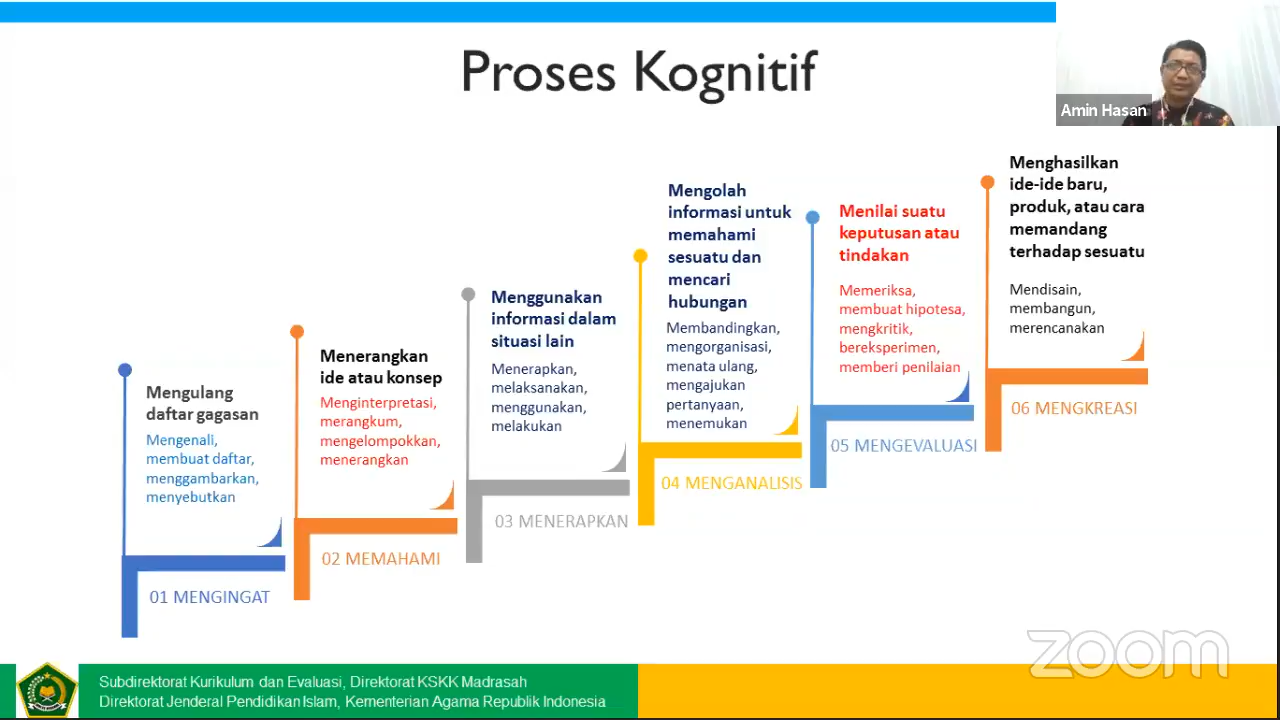 Proses Kognitif
Amin Hasan
Mengulang
daftar gagasan
Mengenali,
membuat daftar,
menggambarkan,
menyebutkan
01 MENGINGAT
Menerangkan
ide atau konsep
Menginterpretasi,
merangkum,
mengelompokkan,
menerangkan
02 MEMAHAMI
Menggunakan
informasi dalam
situasi lain
Menerapkan,
melaksanakan,
menggunakan,
melakukan
03 MENERAPKAN
Mengolah
informasi untuk
memahami
sesuatu dan
mencari
hubungan
Membandingkan,
mengorganisasi,
menata ulang,
mengajukan
pertanyaan,
menemukan
04 MENGANALISIS
Menilai suatu
keputusan atau
tindakan
Memeriksa,
membuat hipotesa,
mengkritik,
bereksperimen,
memberi penilaian
05 MENGEVALUASI
Menghasilkan
ide-ide baru,
produk, atau cara
memandang
terhadap sesuatu
Mendisain,
membangun,
merencanakan
06 MENGKREASI
zoom
Subdirektorat Kurikulum dan Evaluasi, Direktorat KSKK Madrasah
Direktorat Jenderal Pendidikan Islam, Kementerian Agama Republik Indonesia